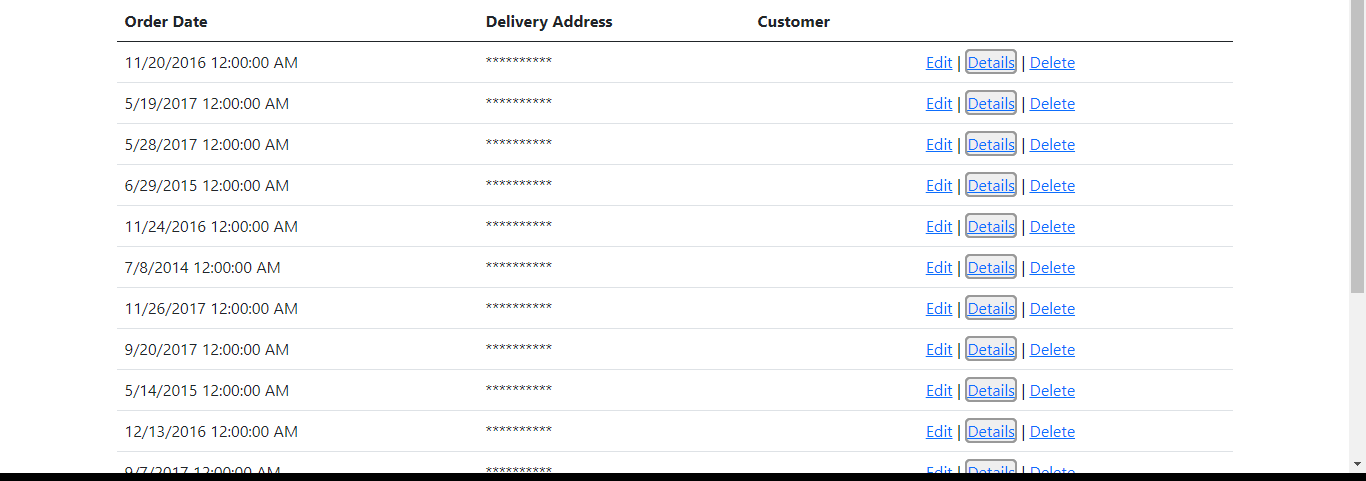 Order Date Delivery Address Customer
11/20/2016 12:00:00 AM ********** Edit | Details | Delete
5/19/2017 12:00:00 AM ********** Edit | Details | Delete
5/28/2017 12:00:00 AM ********** Edit | Details | Delete
6/29/2015 12:00:00 AM ********** Edit | Details | Delete
11/24/2016 12:00:00 AM ********** Edit | Details | Delete
7/8/2014 12:00:00 AM ********** Edit | Details | Delete
11/26/2017 12:00:00 AM ********** Edit | Details | Delete
9/20/2017 12:00:00 AM ********** Edit | Details | Delete
5/14/2015 12:00:00 AM ********** Edit | Details | Delete
12/13/2016 12:00:00 AM ********** Edit | Details | Delete
9/7/2017 12:00:00 AM ********** Edit | Details | Delete